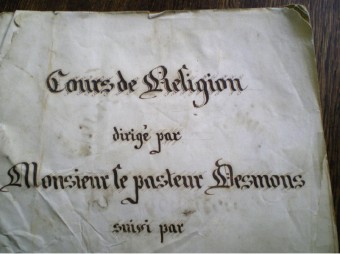 Cours de Religion
dirigé par
Monsieur le pasteur Desmons
suivi par